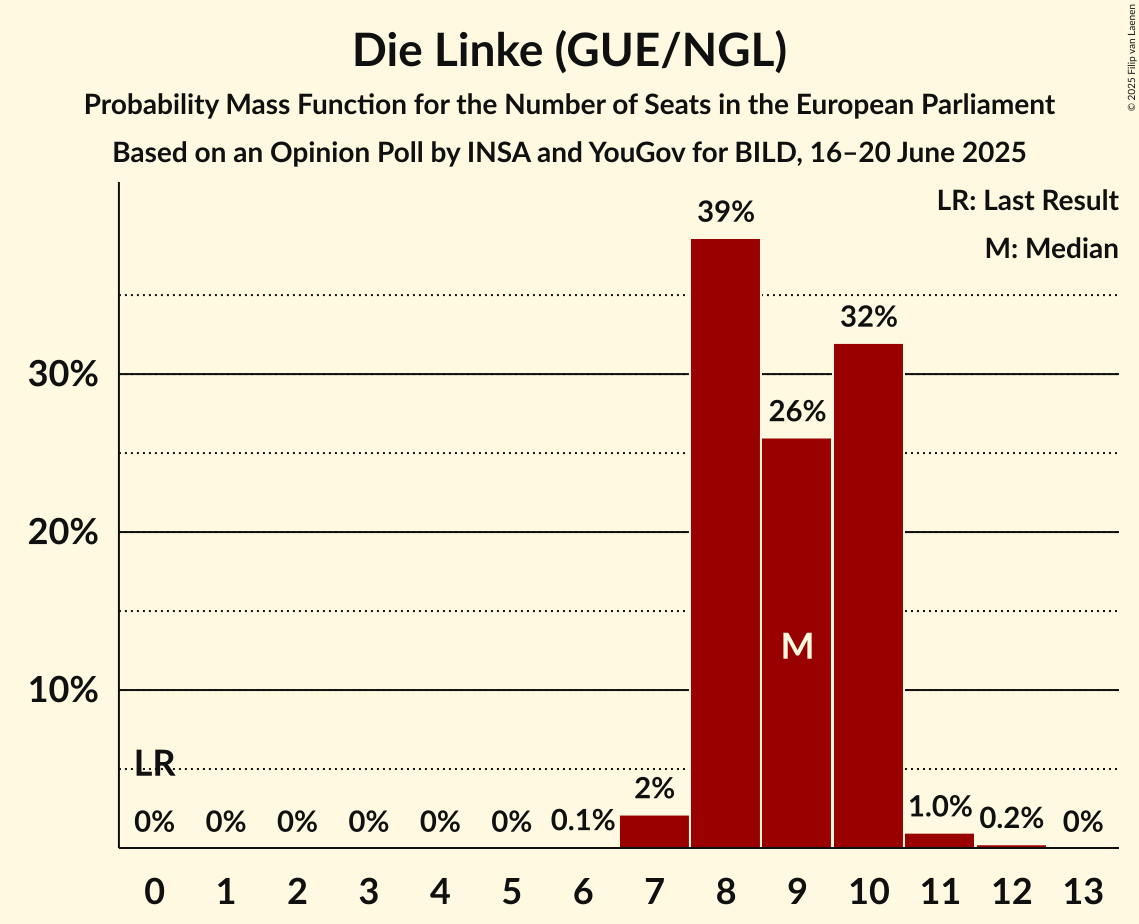 Die Linke (GUE/NGL)
Probability Mass Function for the Number of Seats in the European Parliament
Based on an Opinion Poll by INSA and YouGov for BILD, 16–20 June 2025
© 2025 Filip van Laenen
LR: Last Result
M: Median
39%
32%
30%
26%
20%
M
10%
LR
2%
0% 0% 0% 0% 0% 0% 0.1% 1.0% 0.2% 0%
0 1 2 3 4 5 6 7 8 9 10 11 12 13